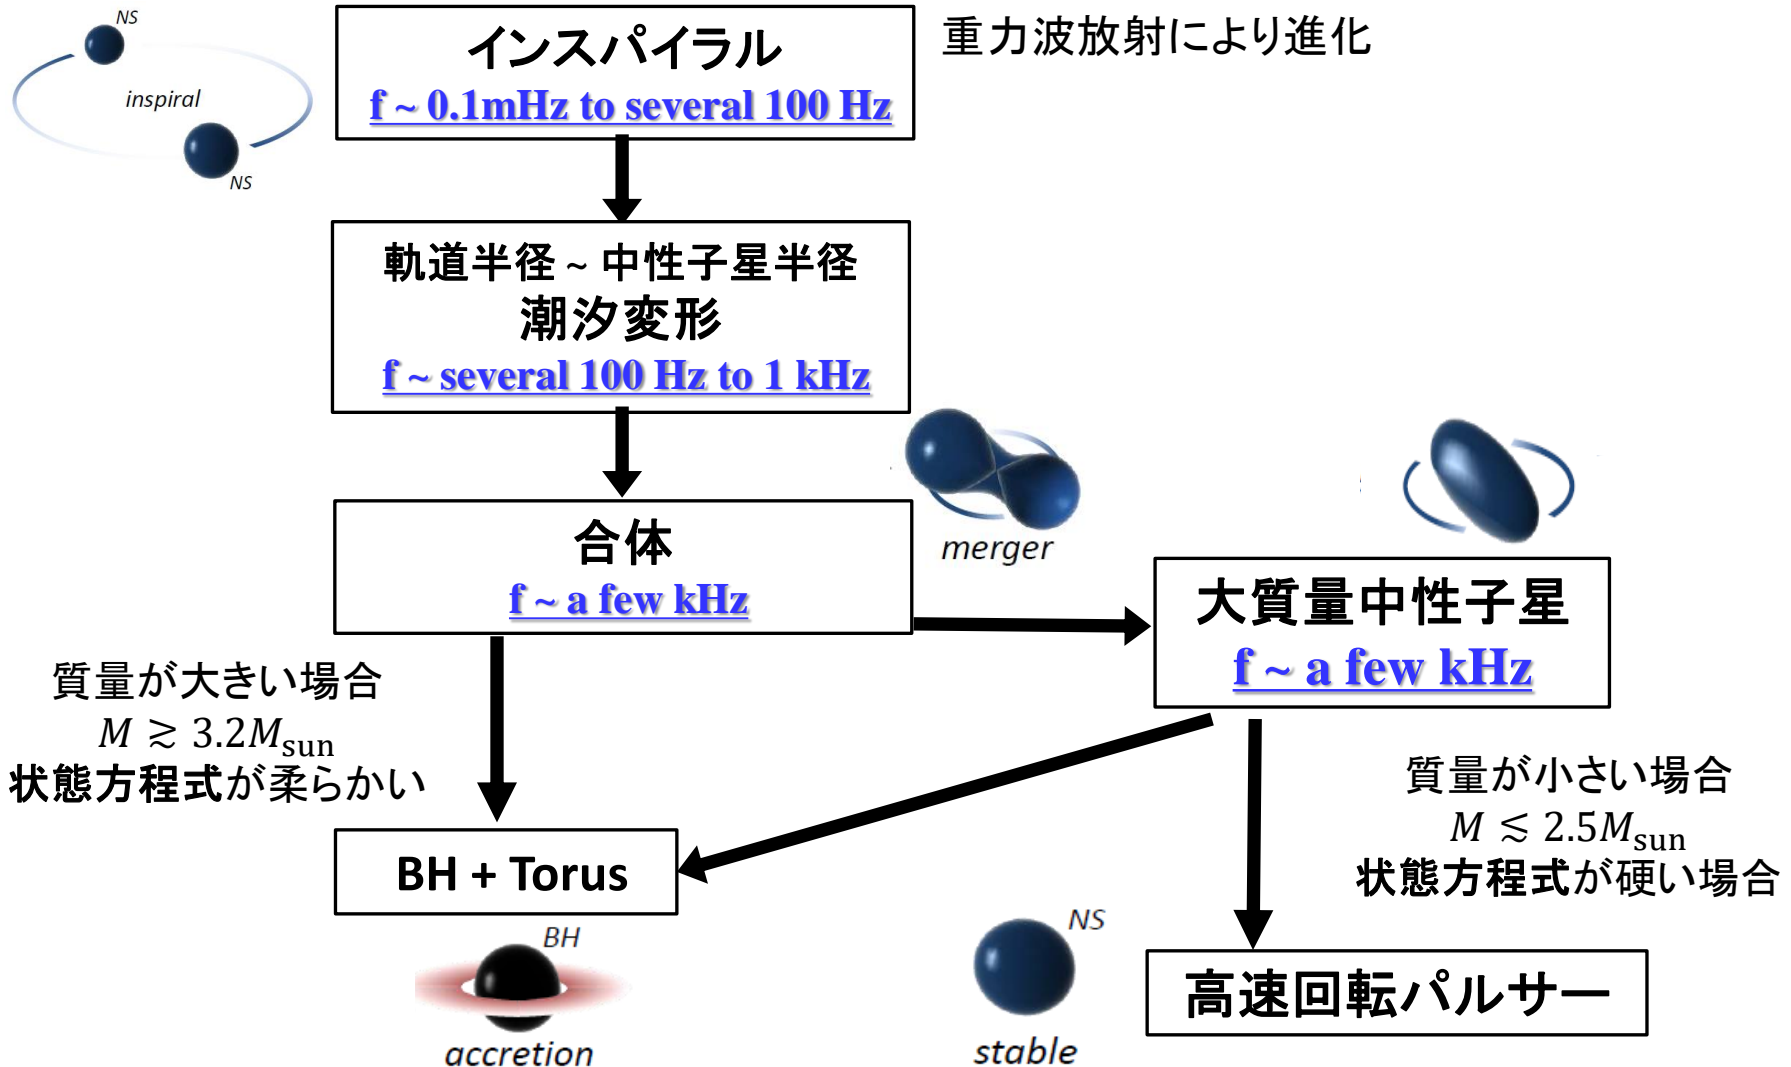 NS
inspiral
NS
インスパイラル
f ~ 0.1mHz to several 100 Hz
重力波放射により進化
軌道半径 ~ 中性子星半径
潮汐変形
f ~ several 100 Hz to 1 kHz
合体
f ~ a few kHz
merger
大質量中性子星
f ~ a few kHz
質量が大きい場合
M ≳ 3.2M_sun
状態方程式が柔らかい
質量が小さい場合
M ≲ 2.5M_sun
状態方程式が硬い場合
BH + Torus
BH
accretion
NS
stable
高速回転パルサー